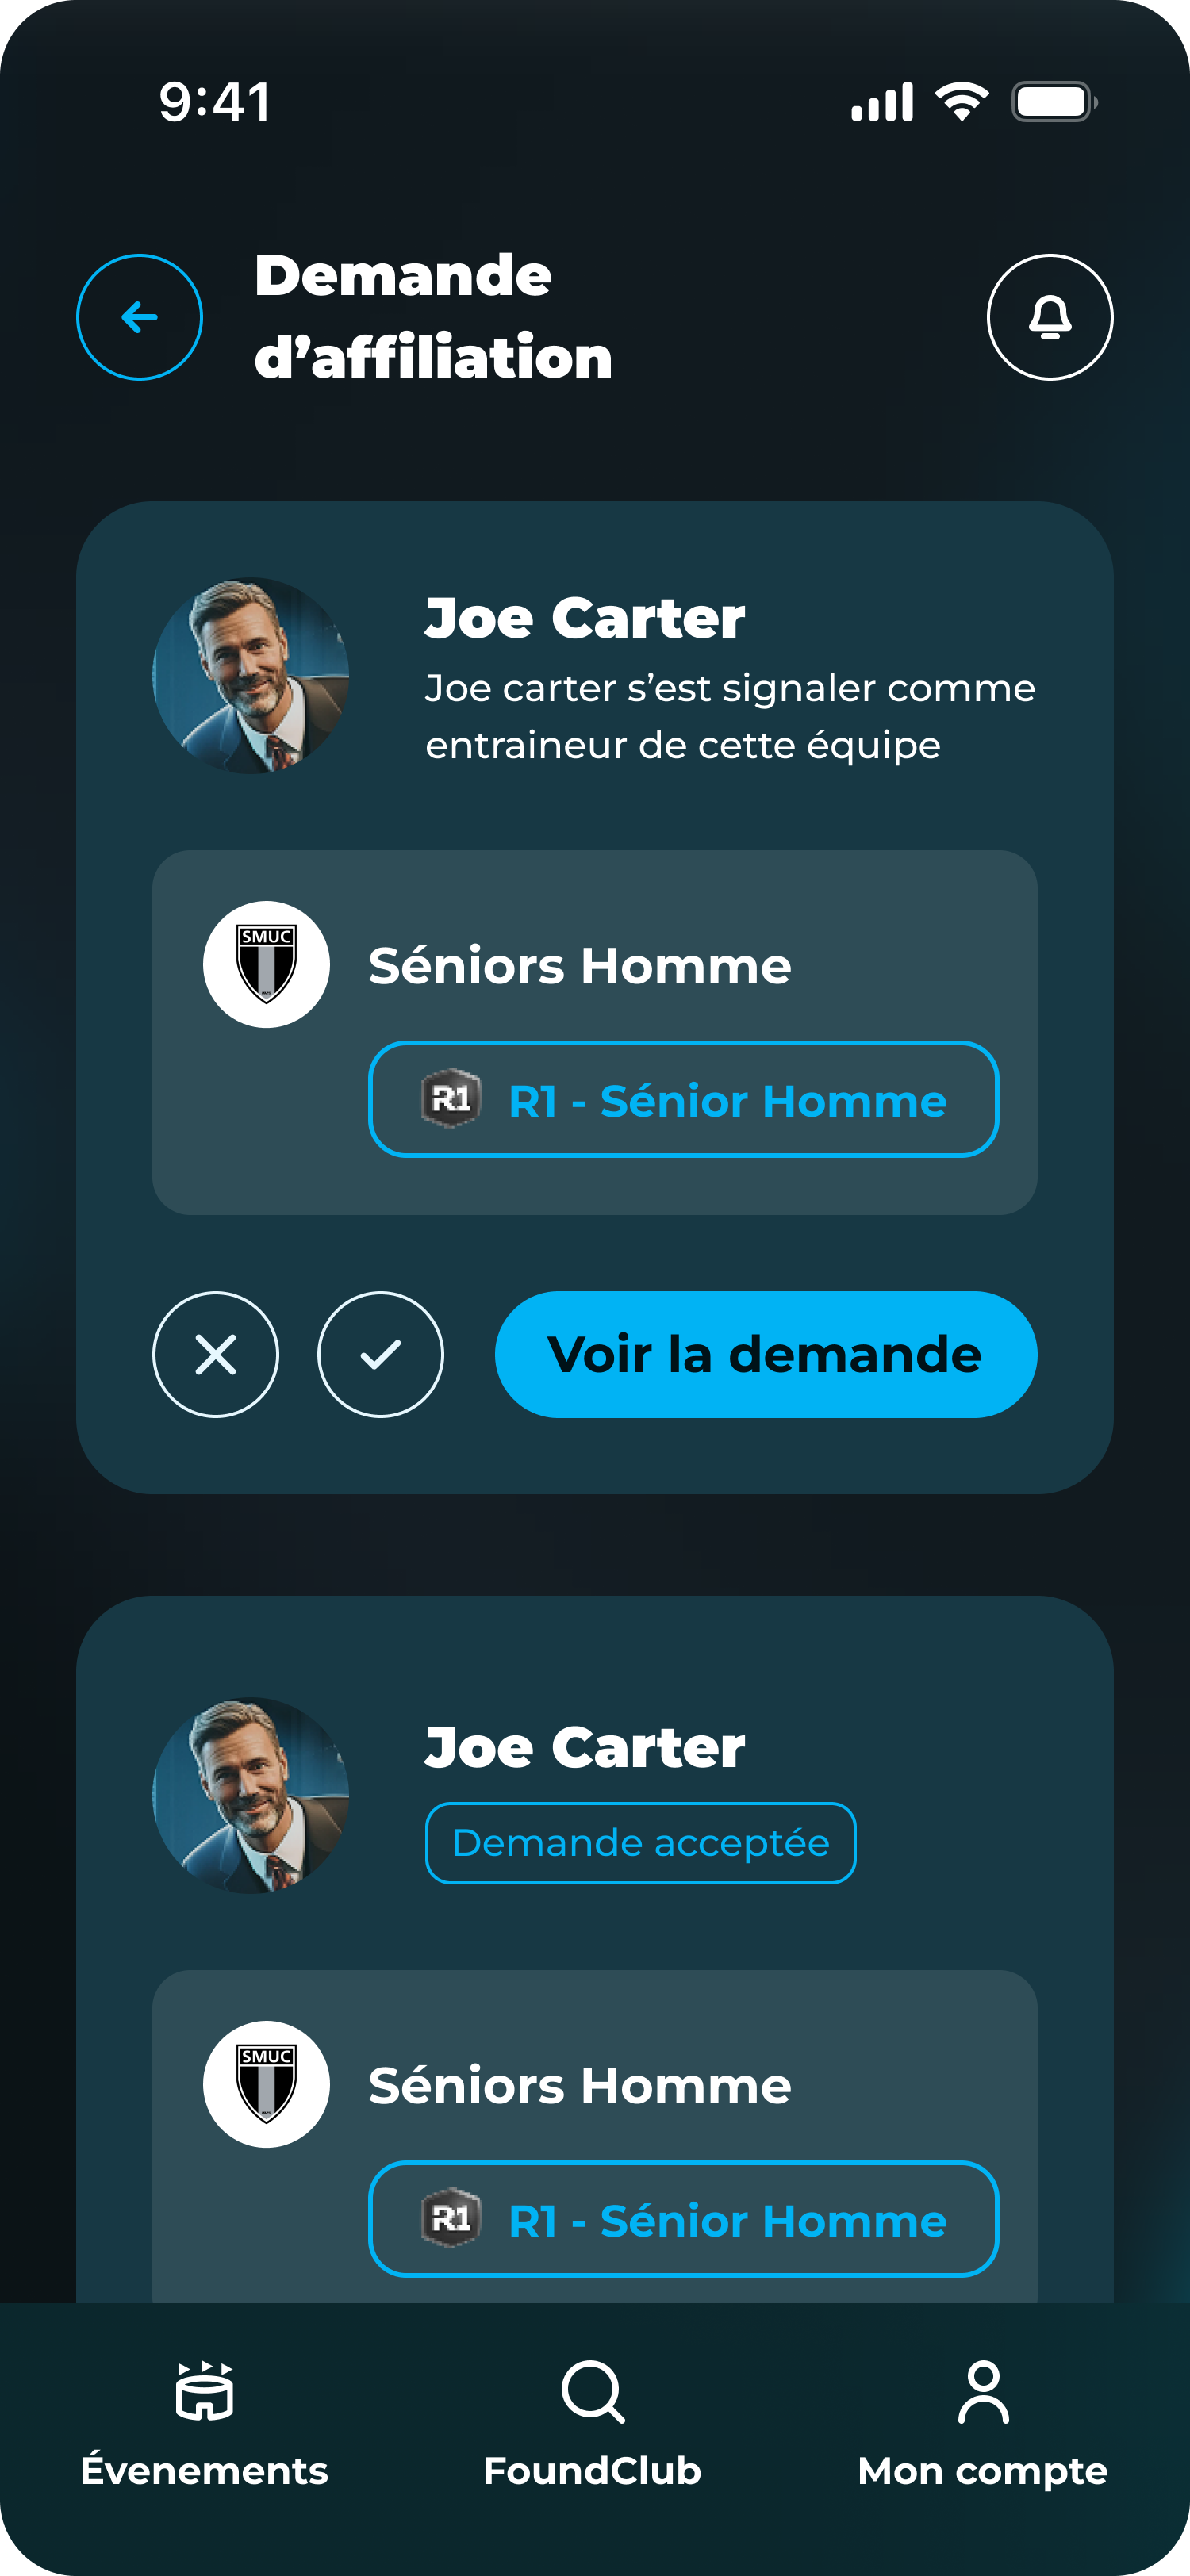 9:41
Demande
d’affiliation
Joe Carter
Joe carter s’est signaler comme
entraineur de cette équipe
SMUC
Séniors Homme
R1
R1 - Sénior Homme
Voir la demande
Joe Carter
Demande acceptée
SMUC
Séniors Homme
R1
R1 - Sénior Homme
Évenements
FoundClub
Mon compte